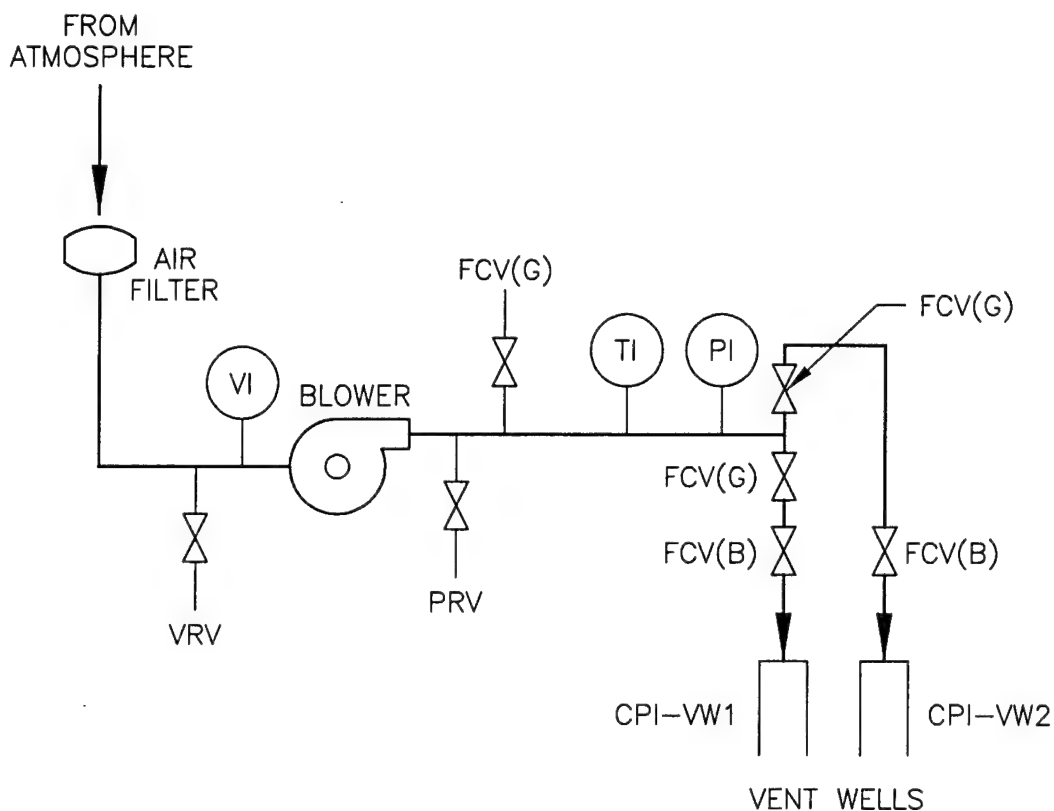 FROM
ATMOSPHERE
AIR
FILTER
FCV(G)
FCV(G)
TI
PI
VI
BLOWER
FCV(G)
FCV(B)
FCV(B)
PRV
VRV
CPI-VW1
CPI-VW2
VENT WELLS